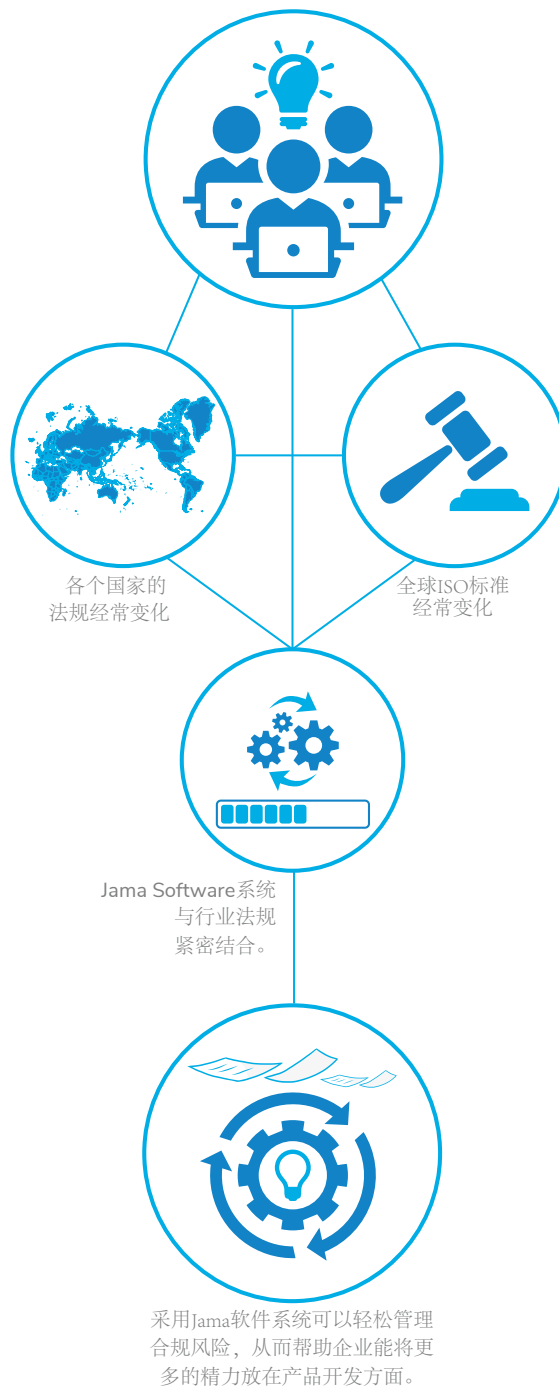 各个国家的
法规经常变化
全球ISO标准
经常变化
Jama Software系统
与行业法规
紧密结合。
采用Jama软件系统可以轻松管理
合规风险，从而帮助企业能将更
多的精力放在产品开发方面。